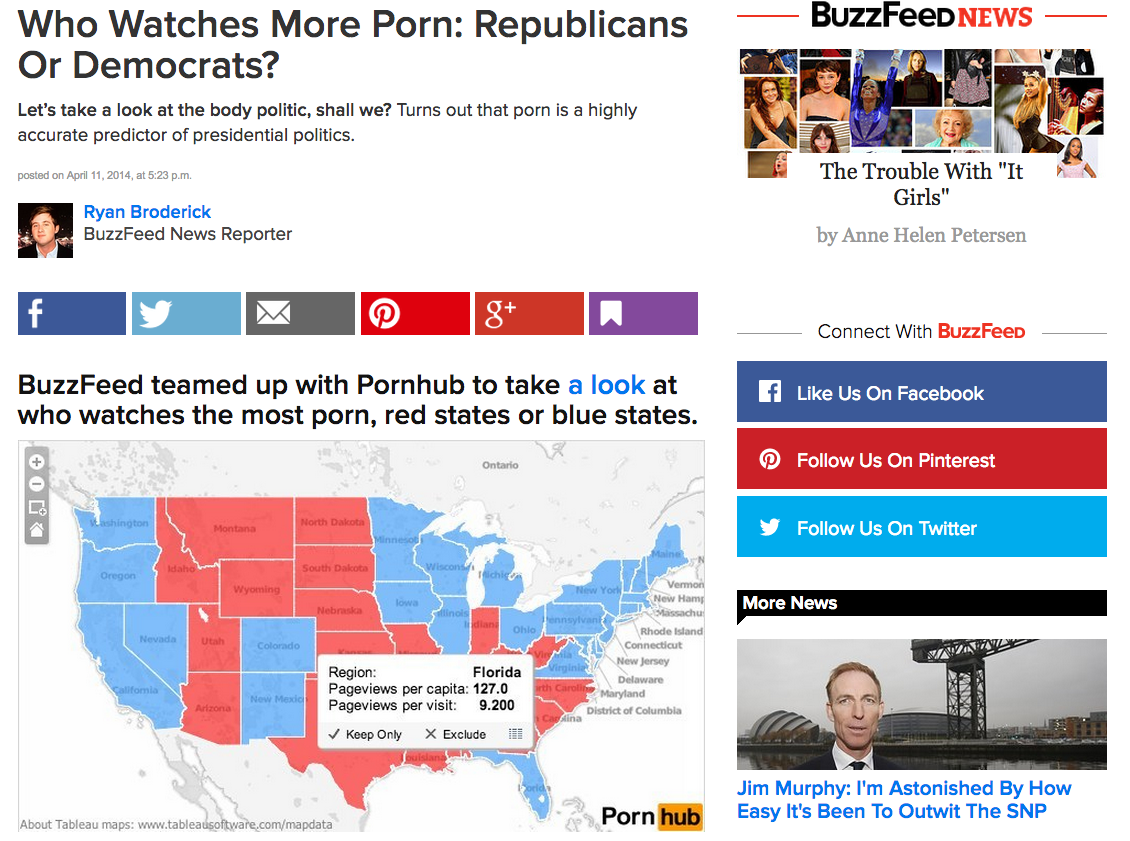 Who Watches More Porn: Republicans
Or Democrats?
Let's take a look at the body politic, shall we? Turns out that porn is a highly
accurate predictor of presidential politics.
posted on April 11, 2014, at 5:23 p.m.
Ryan Broderick
BuzzFeed News Reporter
BuzzFeed teamed up with Pornhub to take a look at
who watches the most porn, red states or blue states.
Ontario
Washington
Montana
North Dakota
Minnesot
Maine
Oregon
Idaho
South Dakota
Wisconsin
Michigan
Wyoming
New York
Vermon
New Hamp
Massachu
Nebraska
Iowa
Illinois
Indiana
Ohio
Pennsylvania
Rhode Island
Nevada
Utah
Colorado
Kansas
Missouri
Virginia
Connecticut
New Jersey
Delaware
California
Arizona
New Mexico
rth Carolina
Maryland
District of Columbia
Carolina
Region: Florida
Pageviews per capita: 127.0
Pageviews per visit: 9.200
Keep Only Exclude
Louisiana
Florida
About Tableau maps: www.tableausoftware.com/mapdata
Porn hub
BuzzFeed NEWS
The Trouble With "It
Girls"
by Anne Helen Petersen
Connect With BuzzFeed
Like Us On Facebook
Follow Us On Pinterest
Follow Us On Twitter
More News
Jim Murphy: I'm Astonished By How
Easy It's Been To Outwit The SNP